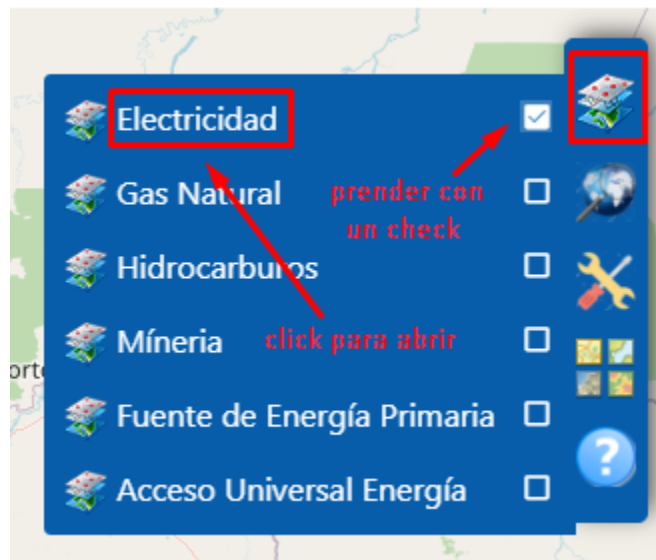 Electricidad
Gas Natural
prender con
un check
Hidrocarburos
Míneria
click para abrir
orto
Fuente de Energía Primaria
?
Acceso Universal Energía